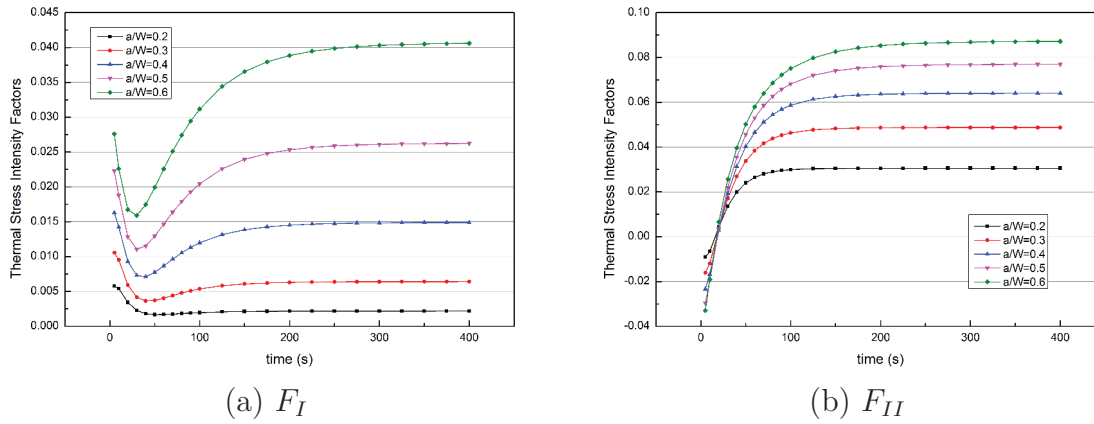 0.045
0.040
0.035
0.030
0.025
0.020
0.015
0.010
0.005
0.000
Thermal Stress Intensity Factors
a/W=0.2
a/W=0.3
a/W=0.4
a/W=0.5
a/W=0.6
0 100 200 300 400
time (s)
(a) F_I
0.10
0.08
0.06
0.04
0.02
0.00
-0.02
-0.04
Thermal Stress Intensity Factors
a/W=0.2
a/W=0.3
a/W=0.4
a/W=0.5
a/W=0.6
0 100 200 300 400
time (s)
(b) F_{II}